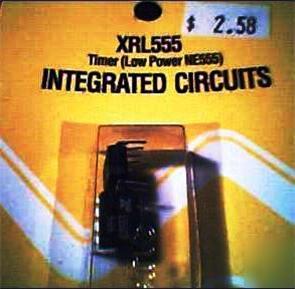 $ 2.58
XRL555
Timer (Low Power NE555)
INTEGRATED CIRCUITS